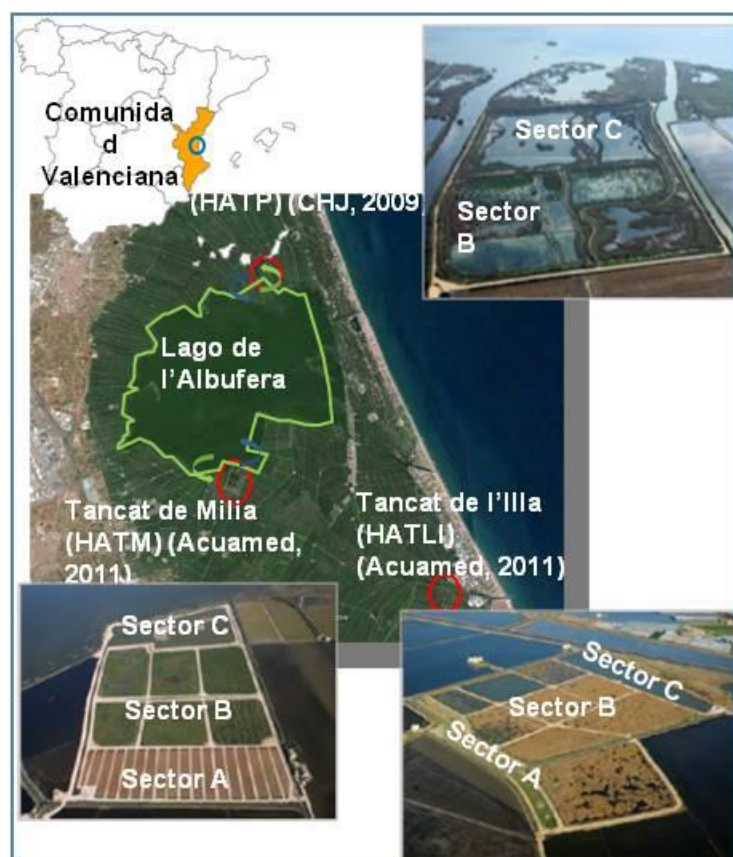 Comunida
d
Valenciana
(HATP) (CHJ, 2009)
Sector C
Sector
B
Lago de
l'Albufera
Tancat de Milia
(HATM) (Acuamed,
2011)
Tancat de l'Illa
(HATLI)
(Acuamed, 2011)
Sector C
Sector B
Sector A
Sector C
Sector B
Sector A